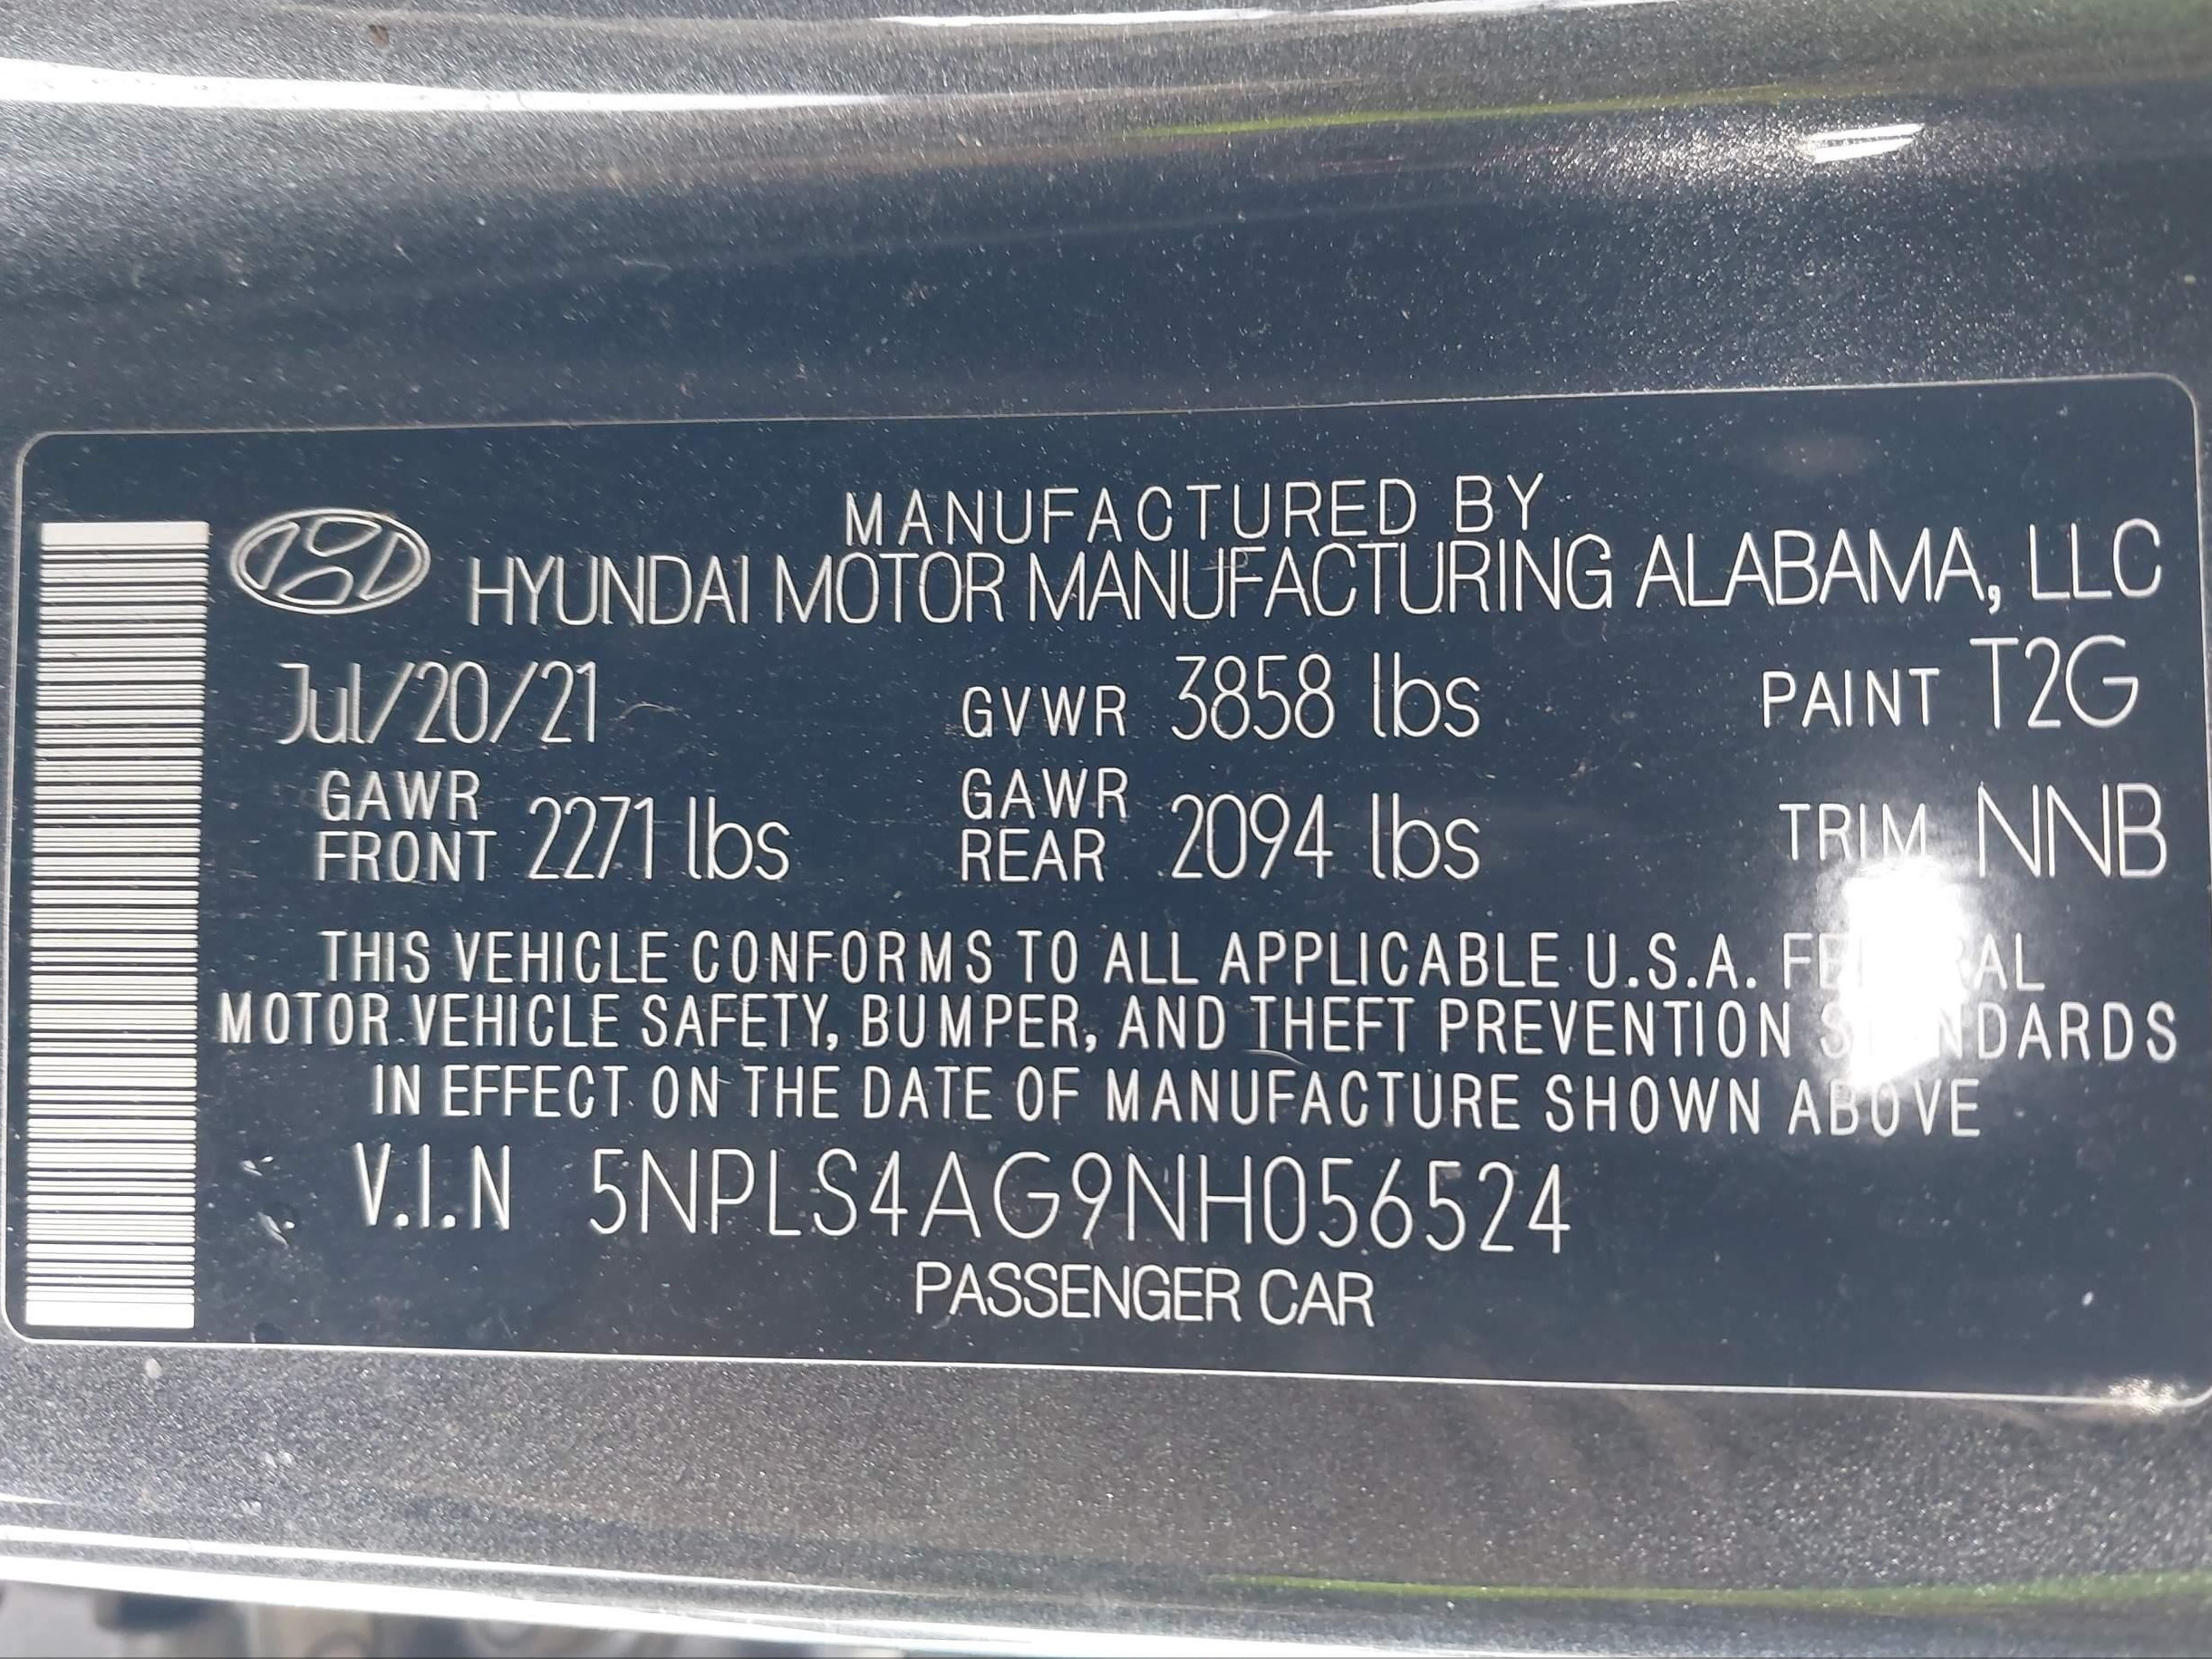 MANUFACTURED BY
HYUNDAI MOTOR MANUFACTURING ALABAMA, LLC
Jul/20/21 GVWR 3858 lbs PAINT T2G
GAWR FRONT 2271 lbs GAWR REAR 2094 lbs TRIM NNB
THIS VEHICLE CONFORMS TO ALL APPLICABLE U.S.A. FEDERAL
MOTOR VEHICLE SAFETY, BUMPER, AND THEFT PREVENTION STANDARDS
IN EFFECT ON THE DATE OF MANUFACTURE SHOWN ABOVE
V.I.N 5NPLS4AG9NH056524
PASSENGER CAR